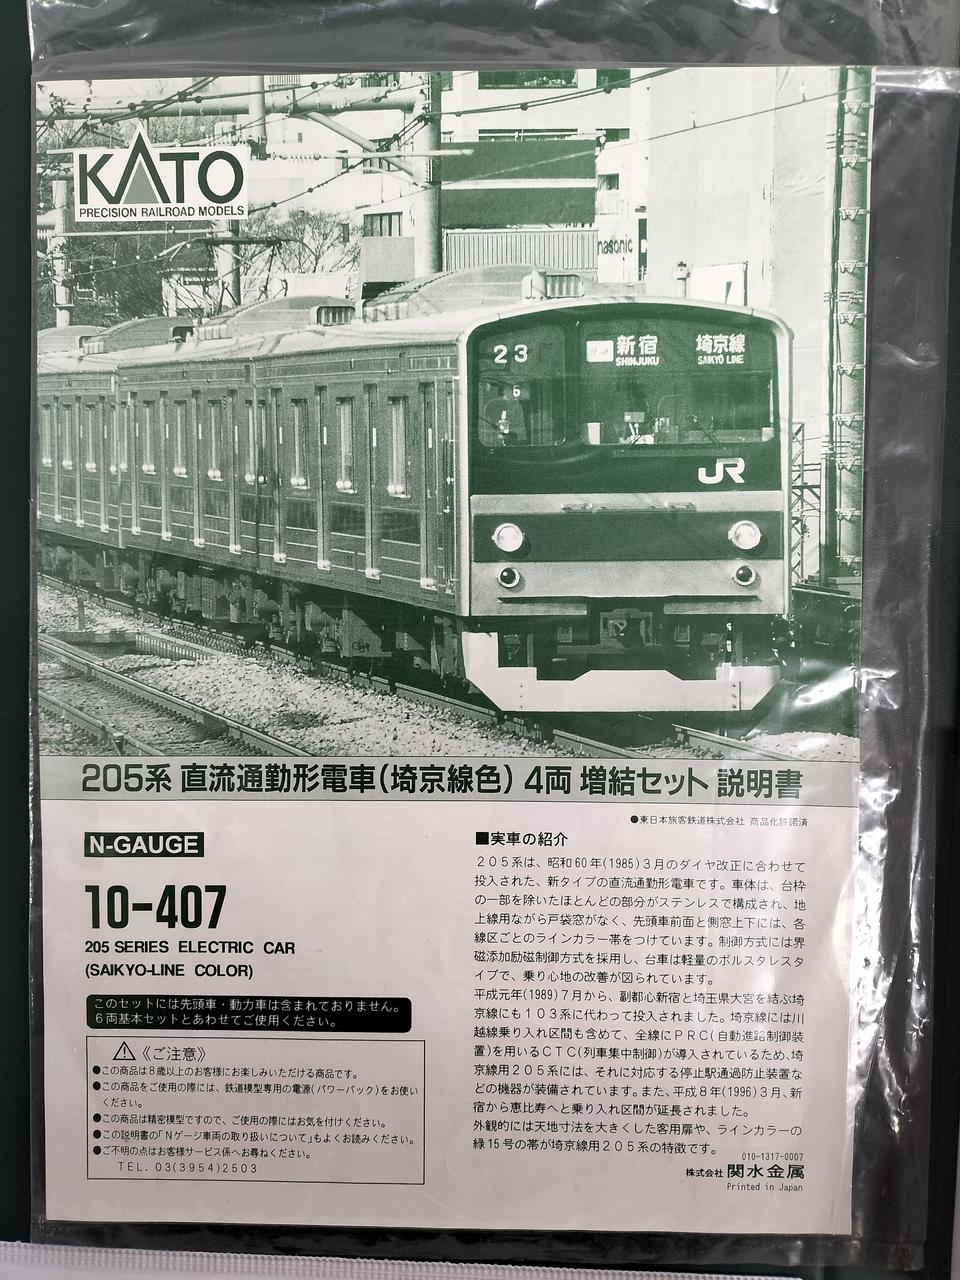 KATO
PRECISION RAILROAD MODELS
nasonic
23
新宿
SHINJUKU
埼京線
SAIKYO LINE
6
JR
205系 直流通勤形電車(埼京線色) 4両 増結セット 説明書
●東日本旅客鉄道株式会社 商品化許諾済
N-GAUGE
10-407
205 SERIES ELECTRIC CAR
(SAIKYO-LINE COLOR)
このセットには先頭車・動力車は含まれておりません。
6両基本セットとあわせてご使用ください。
⚠《ご注意》
●この商品は8歳以上のお客様にお楽しみいただける商品です。
●この商品をご使用の際には、鉄道模型専用の電源(パワーパック)をお使い
ください。
●この商品は精密模型ですので、ご使用の際にはお気を付けください。
●この説明書の「Nゲージ車両の取り扱いについて」もよくお読みください。
●ご不明の点はお客様サービス係へお尋ねください。
TEL. 03(3954)2503
■実車の紹介
205系は、昭和60年(1985)3月のダイヤ改正に合わせて
投入された、新タイプの直流通勤形電車です。車体は、台枠
の一部を除いたほとんどの部分がステンレスで構成され、地
上線用ながら戸袋窓がなく、先頭車前面と側窓上下には、各
線区ごとのラインカラー帯をつけています。制御方式には界
磁添加励磁制御方式を採用し、台車は軽量のボルスタレスタ
イプで、乗り心地の改善が図られています。
平成元年(1989)7月から、副都心新宿と埼玉県大宮を結ぶ埼
京線にも103系に代わって投入されました。埼京線には川
越線乗り入れ区間も含めて、全線にPRC(自動進路制御装
置)を用いるCTC(列車集中制御)が導入されているため、埼
京線用205系には、それに対応する停止駅通過防止装置な
どの機器が装備されています。また、平成8年(1996)3月、新
宿から恵比寿へと乗り入れ区間が延長されました。
外観的には天地寸法を大きくした客用扉や、ラインカラーの
緑15号の帯が埼京線用205系の特徴です。
010-1317-0007
株式会社 関水金属
Printed in Japan